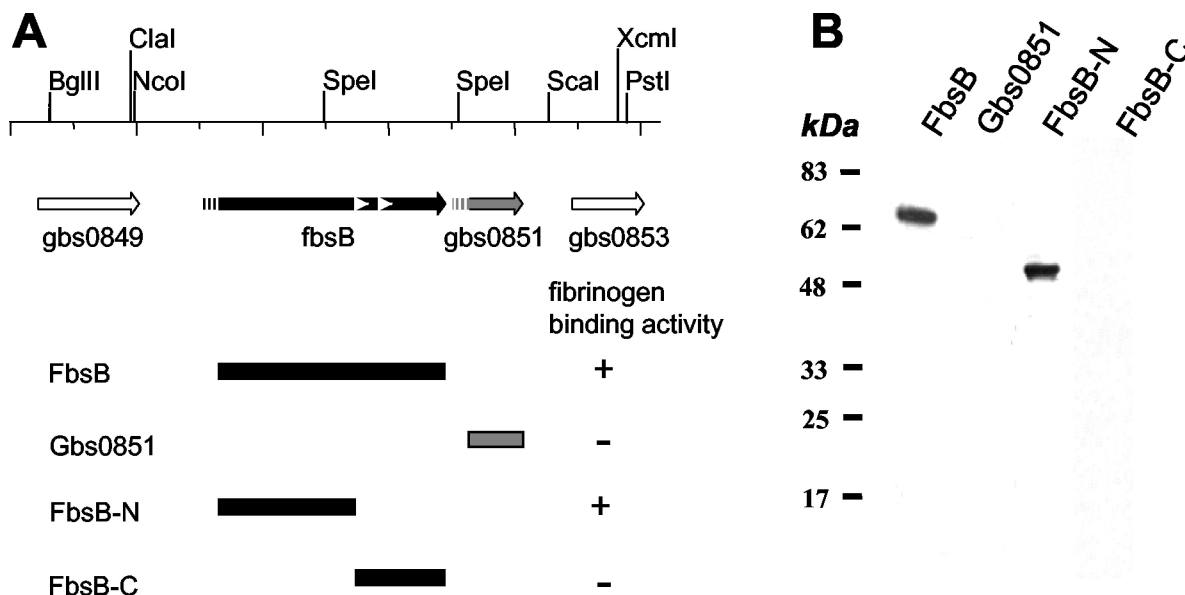 A
ClaI
XcmI
BglII
NcoI
SpeI
SpeI
ScaI
PstI
gbs0849
fbsB
gbs0851
gbs0853
fibrinogen
binding activity
FbsB
+
Gbs0851
-
FbsB-N
+
FbsB-C
-
B
FbsB
Gbs0851
FbsB-N
FbsB-C
kDa
83
62
48
33
25
17